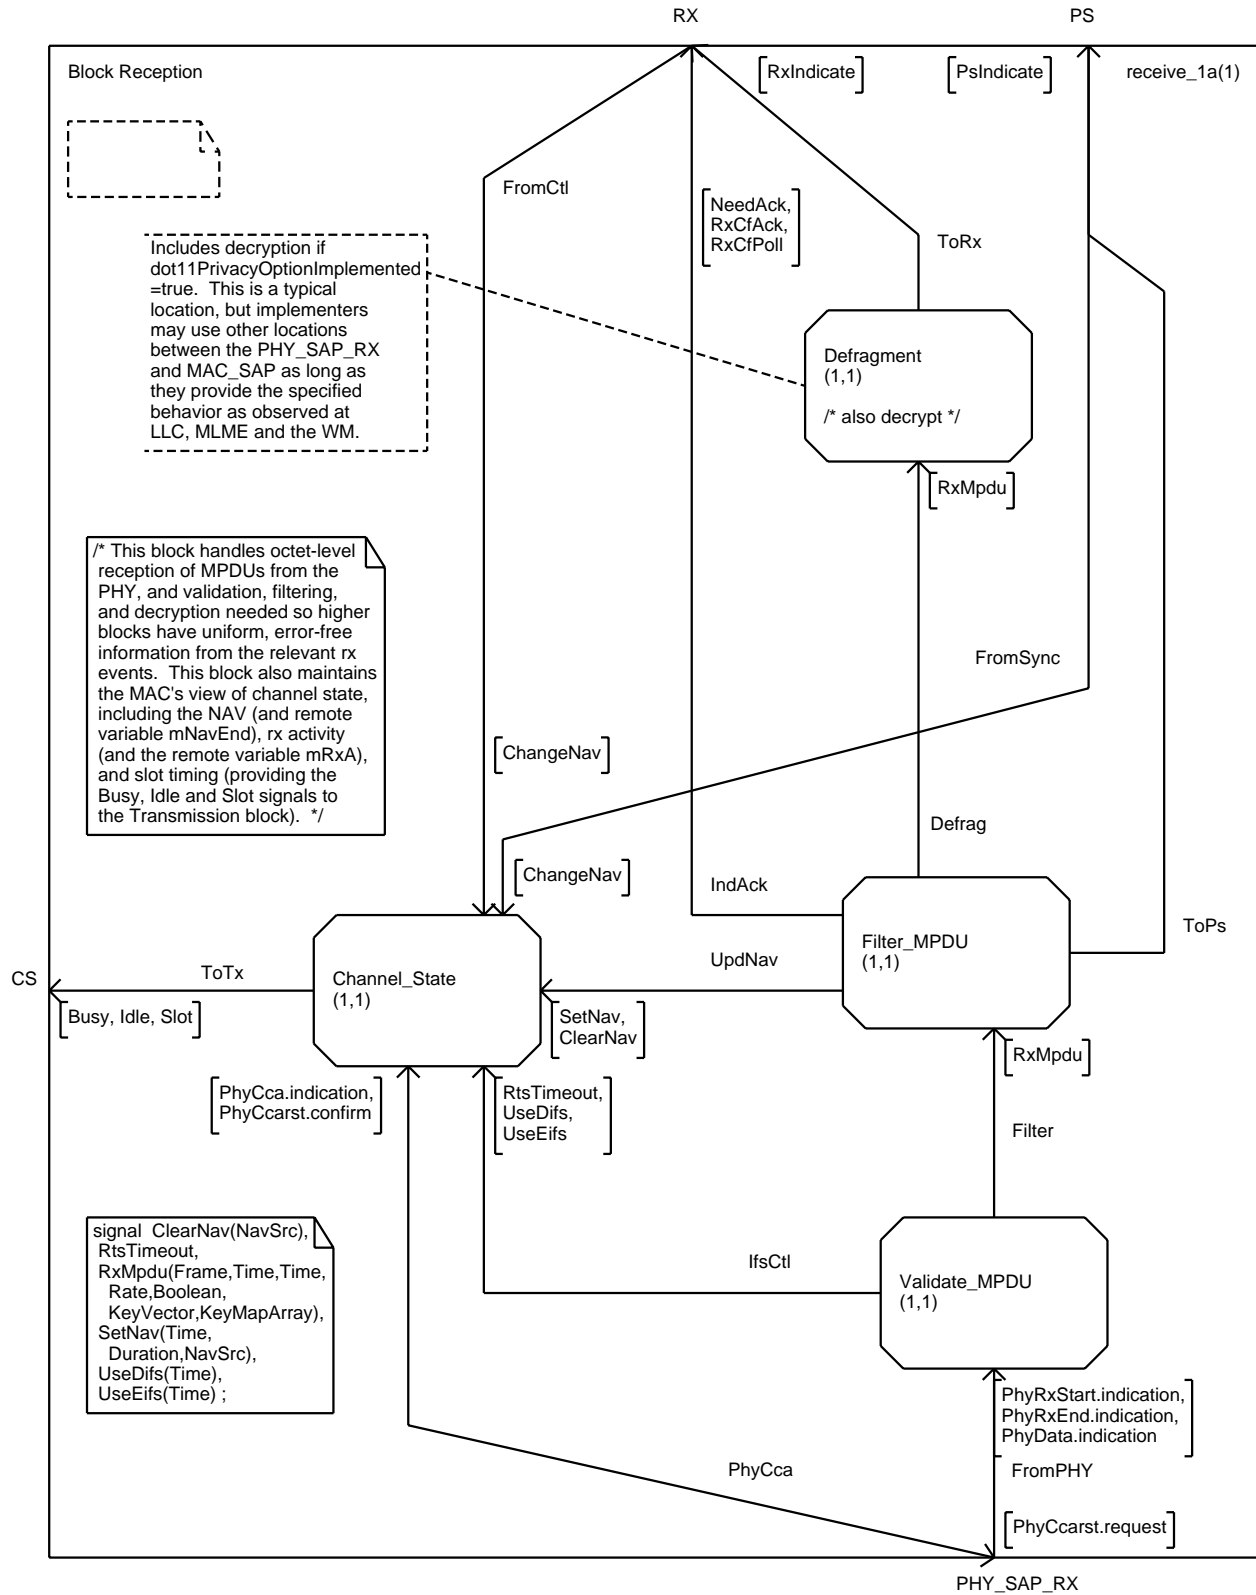 RX
PS
Block Reception
[RxIndicate]
[PsIndicate]
receive_1a(1)
FromCtl
NeedAck,
RxCfAck,
RxCfPoll
ToRx
Includes decryption if
dot11PrivacyOptionImplemented
=true.  This is a typical
location, but implementers
may use other locations
between the PHY_SAP_RX
and MAC_SAP as long as
they provide the specified
behavior as observed at
LLC, MLME and the WM.
Defragment
(1,1)
/* also decrypt */
[RxMpdu]
/* This block handles octet-level
reception of MPDUs from the
PHY, and validation, filtering,
and decryption needed so higher
blocks have uniform, error-free
information from the relevant rx
events.  This block also maintains
the MAC's view of channel state,
including the NAV (and remote
variable mNavEnd), rx activity
(and the remote variable mRxA),
and slot timing (providing the
Busy, Idle and Slot signals to
the Transmission block).  */
FromSync
[ChangeNav]
Defrag
[ChangeNav]
IndAck
Filter_MPDU
(1,1)
ToPs
UpdNav
CS
ToTx
Channel_State
(1,1)
[Busy, Idle, Slot]
SetNav,
ClearNav
[RxMpdu]
PhyCca.indication,
PhyCcarst.confirm
RtsTimeout,
UseDifs,
UseEifs
Filter
signal  ClearNav(NavSrc),
RtsTimeout,
RxMpdu(Frame,Time,Time,
Rate,Boolean,
KeyVector,KeyMapArray),
SetNav(Time,
Duration,NavSrc),
UseDifs(Time),
UseEifs(Time) ;
IfsCtl
Validate_MPDU
(1,1)
PhyRxStart.indication,
PhyRxEnd.indication,
PhyData.indication
PhyCca
FromPHY
[PhyCcarst.request]
PHY_SAP_RX